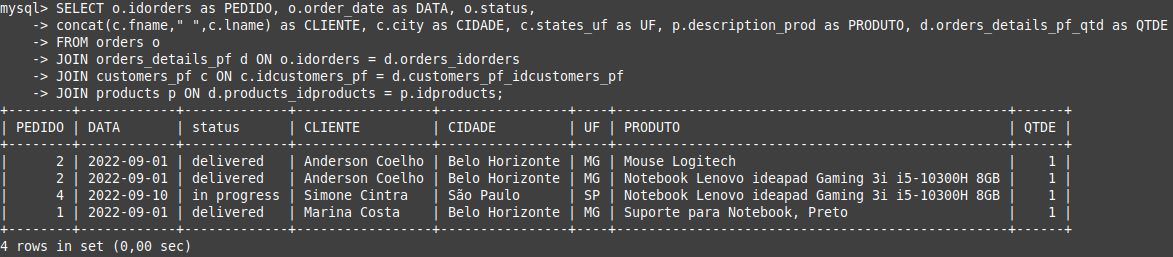 mysql> SELECT o.idorders as PEDIDO, o.order_date as DATA, o.status,
    -> concat(c.fname," ",c.lname) as CLIENTE, c.city as CIDADE, c.states_uf as UF, p.description_prod as PRODUTO, d.orders_details_pf_qtd as QTDE
    -> FROM orders o
    -> JOIN orders_details_pf d ON o.idorders = d.orders_idorders
    -> JOIN customers_pf c ON c.idcustomers_pf = d.customers_pf_idcustomers_pf
    -> JOIN products p ON d.products_idproducts = p.idproducts;
+--------+------------+-------------+-----------------+----------------+----+------------------------------------------------+------+
| PEDIDO | DATA       | status      | CLIENTE         | CIDADE         | UF | PRODUTO                                        | QTDE |
+--------+------------+-------------+-----------------+----------------+----+------------------------------------------------+------+
|      2 | 2022-09-01 | delivered   | Anderson Coelho | Belo Horizonte | MG | Mouse Logitech                                 |    1 |
|      2 | 2022-09-01 | delivered   | Anderson Coelho | Belo Horizonte | MG | Notebook Lenovo ideapad Gaming 3i i5-10300H 8GB |    1 |
|      4 | 2022-09-10 | in progress | Simone Cintra   | São Paulo      | SP | Notebook Lenovo ideapad Gaming 3i i5-10300H 8GB |    1 |
|      1 | 2022-09-01 | delivered   | Marina Costa    | Belo Horizonte | MG | Suporte para Notebook, Preto                   |    1 |
+--------+------------+-------------+-----------------+----------------+----+------------------------------------------------+------+
4 rows in set (0,00 sec)